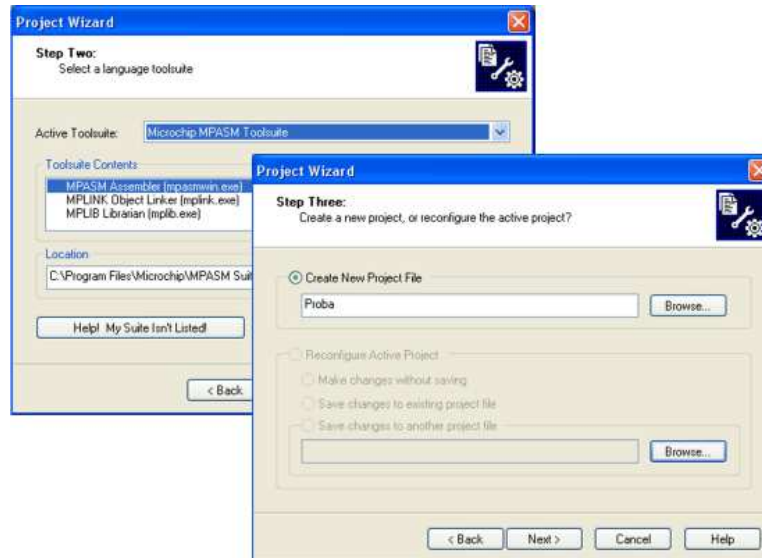 Project Wizard
Step Two:
Select a language toolsuite
Active Toolsuite: Microchip MPASM Toolsuite
Toolsuite Contents
MPASM Assembler (mpasmwin.exe)
MPLINK Object Linker (mplink.exe)
MPLIB Librarian (mplib.exe)
Location
C:\Program Files\Microchip\MPASM Suit
Help! My Suite Isn't Listed!
< Back
Project Wizard
Step Three:
Create a new project, or reconfigure the active project?
Create New Project File
Proba Browse...
Reconfigure Active Project
Make changes without saving
Save changes to existing project file
Save changes to another project file
Browse...
< Back Next > Cancel Help